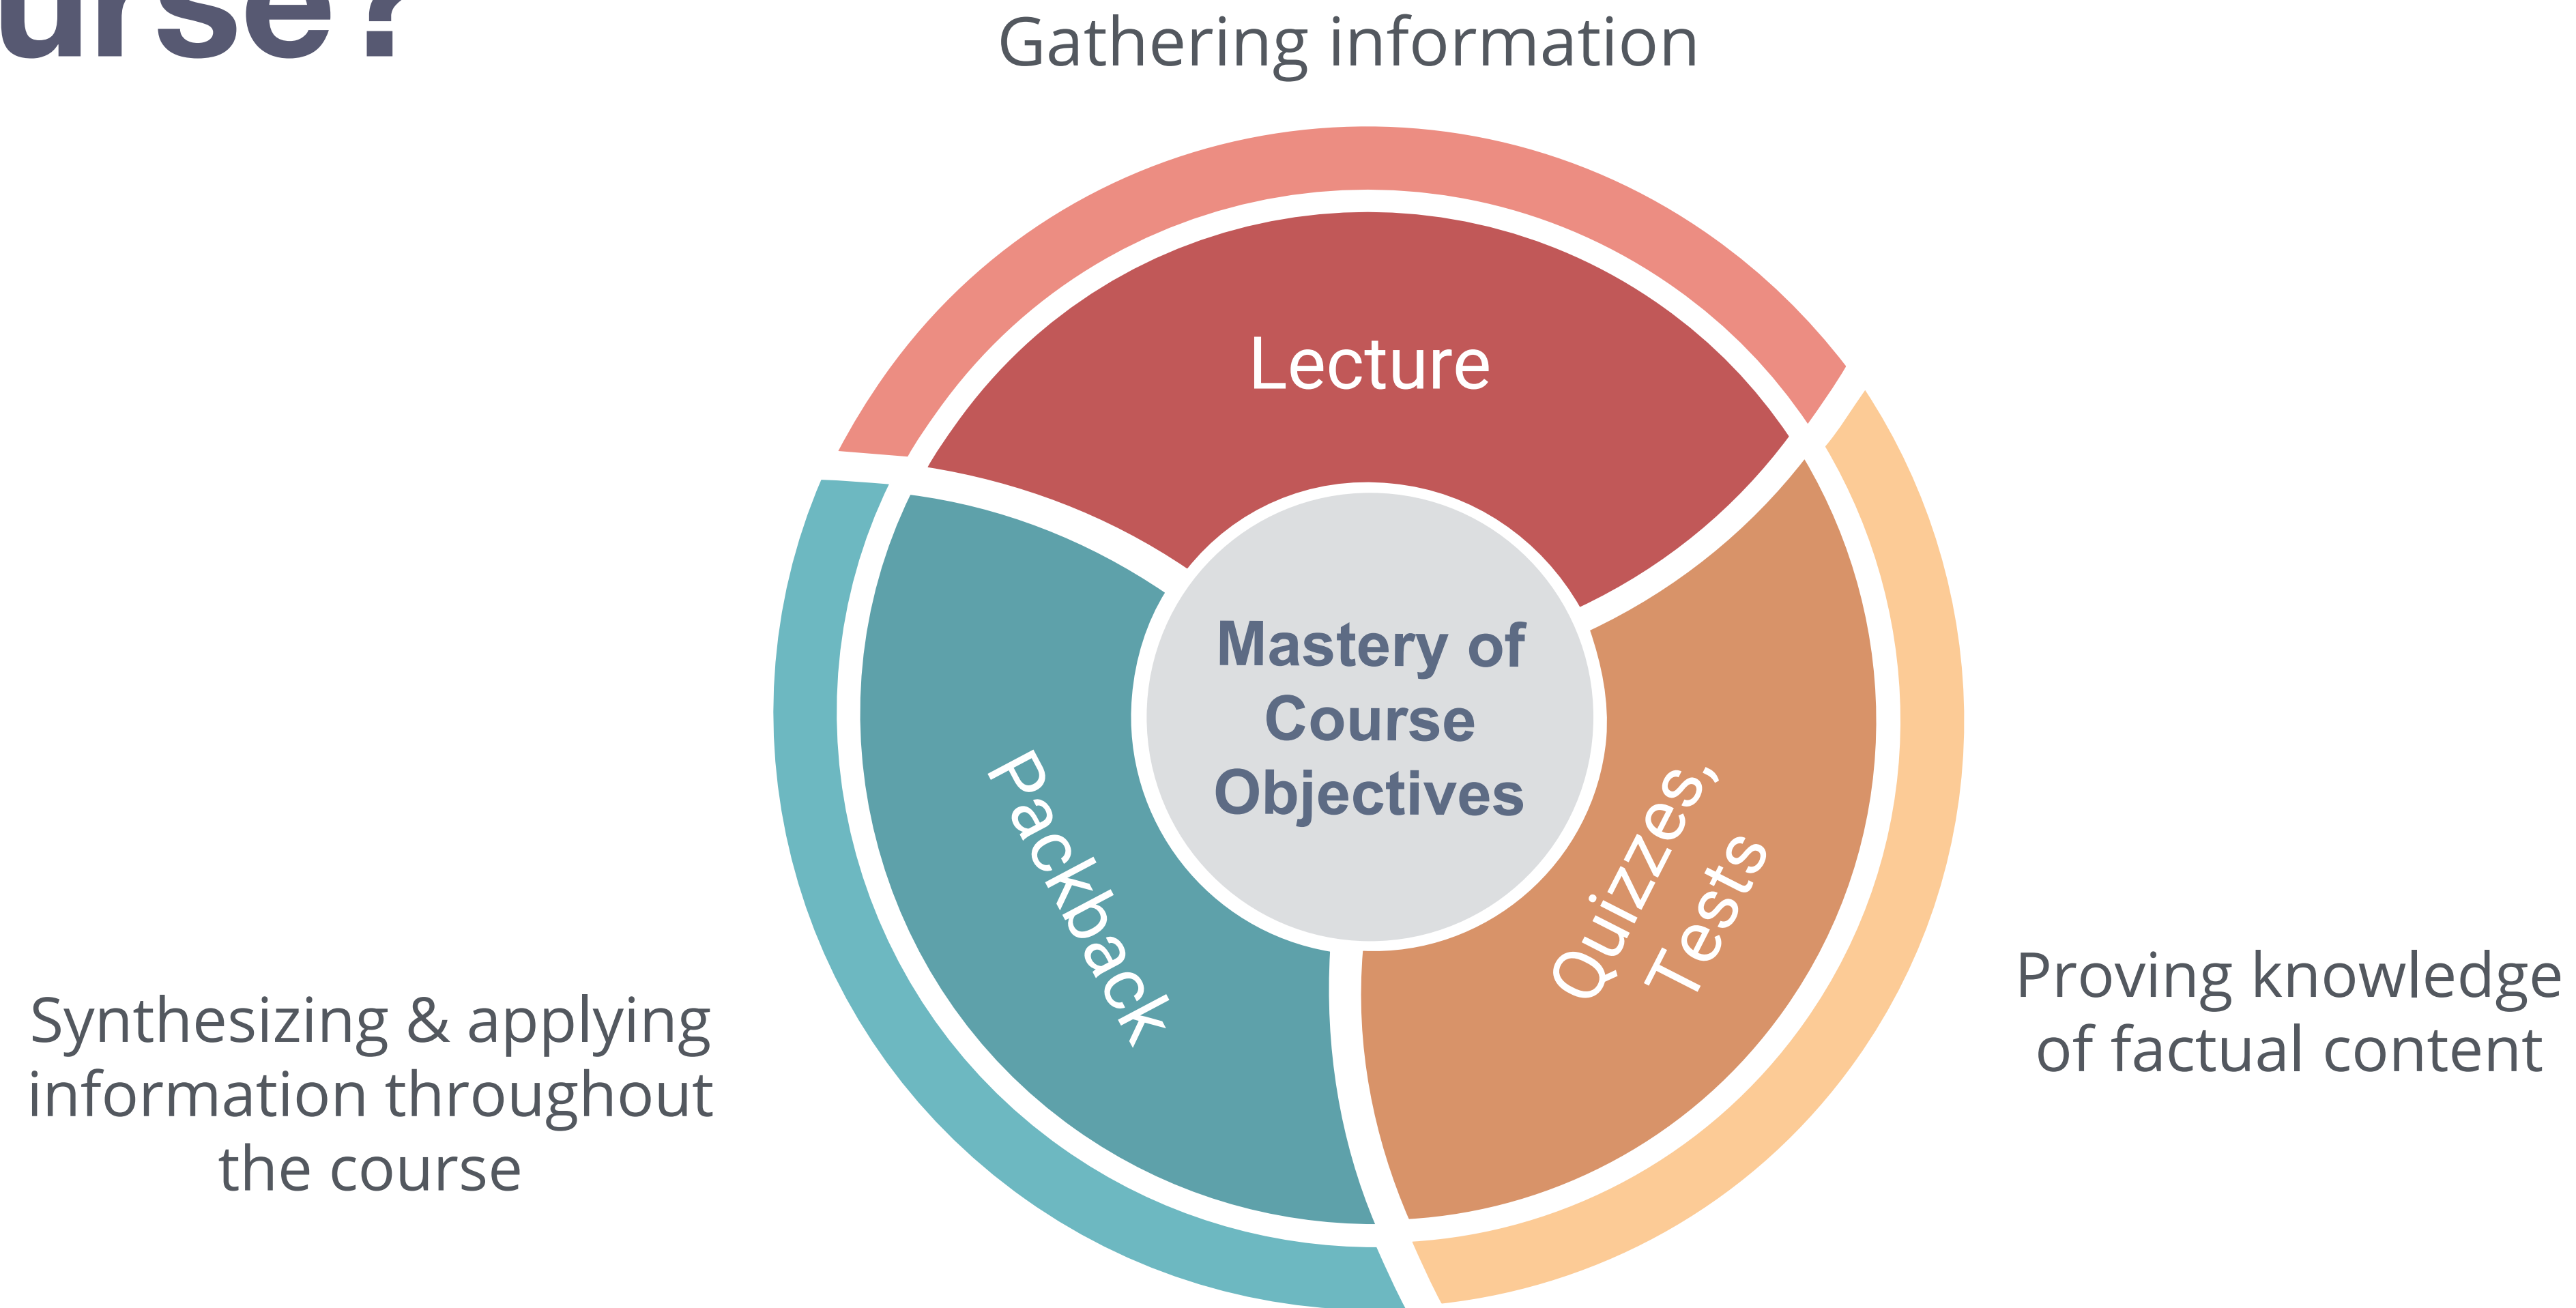 urse?
Gathering information
Lecture
Mastery of
Course
Objectives
Packback
Quizzes,
Tests
Synthesizing & applying
information throughout
the course
Proving knowledge
of factual content